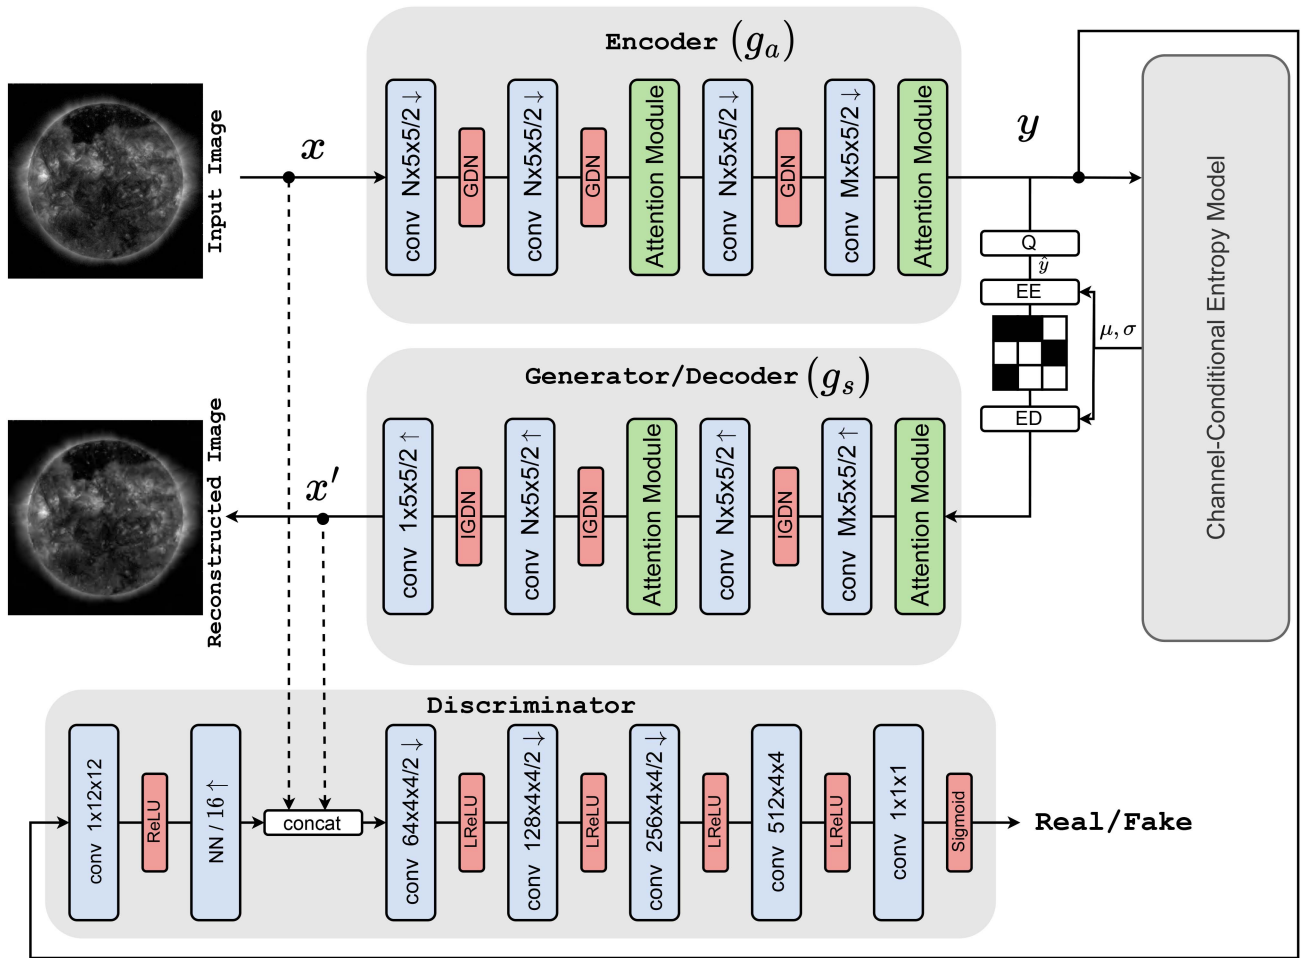 Encoder (g_a)
Input Image
x
conv Nx5x5/2↓
GDN
conv Nx5x5/2↓
GDN
Attention Module
conv Nx5x5/2↓
GDN
conv Mx5x5/2↓
Attention Module
y
Q
ŷ
EE
μ, σ
ED
Channel-Conditional Entropy Model
Generator/Decoder (g_s)
Reconstructed Image
x′
conv 1x5x5/2↑
IGDN
conv Nx5x5/2↑
IGDN
Attention Module
conv Nx5x5/2↑
IGDN
conv Mx5x5/2↑
Attention Module
Discriminator
conv 1x12x12
ReLU
NN / 16↑
concat
conv 64x4x4/2↓
LReLU
conv 128x4x4/2↓
LReLU
conv 256x4x4/2↓
LReLU
conv 512x4x4
LReLU
conv 1x1x1
Sigmoid
Real/Fake